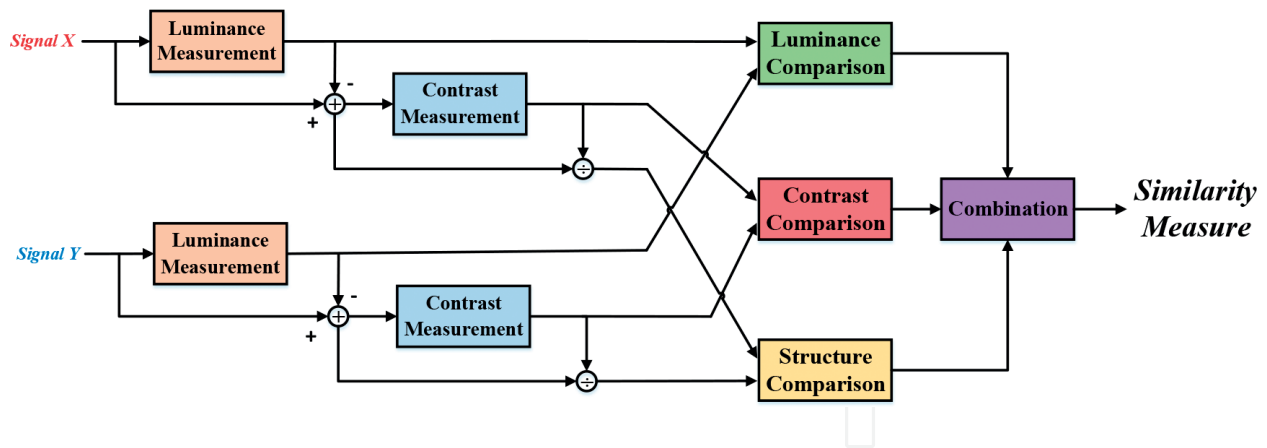 Signal X
Luminance
Measurement
-
+
+
Contrast
Measurement
÷
Signal Y
Luminance
Measurement
-
+
+
Contrast
Measurement
÷
Luminance
Comparison
Contrast
Comparison
Structure
Comparison
Combination
Similarity
Measure